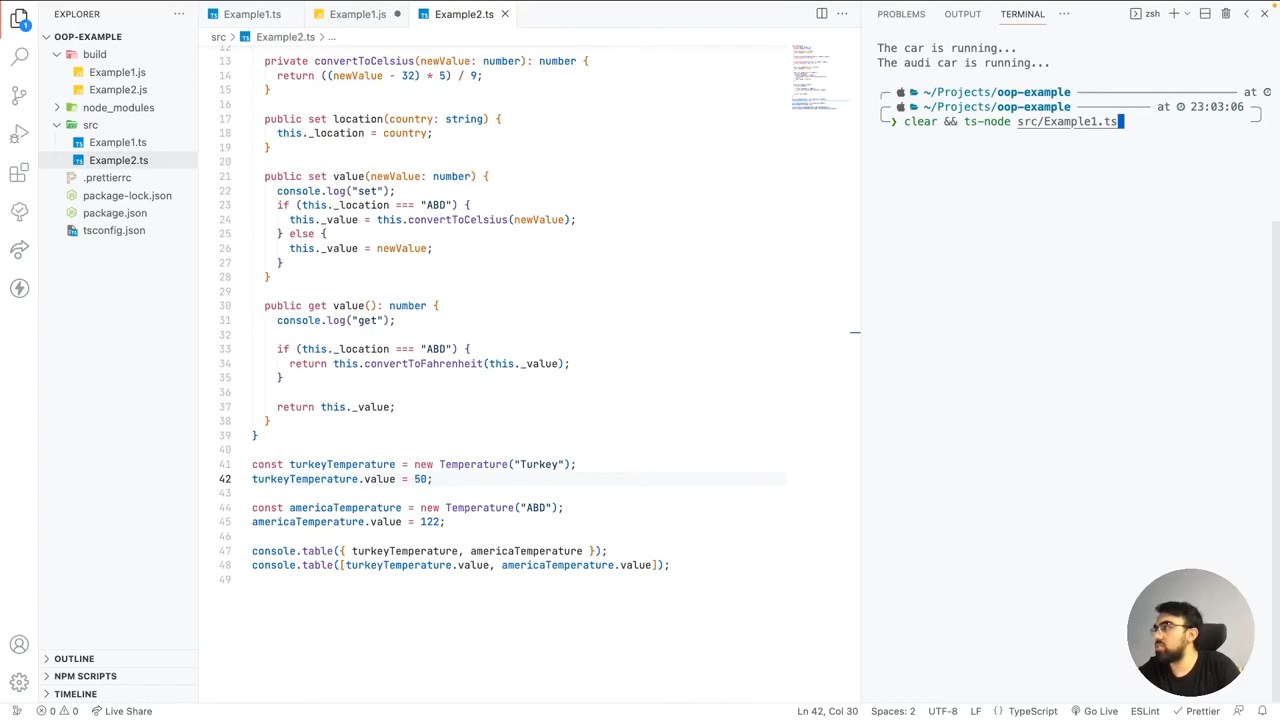 EXPLORER
OOP-EXAMPLE
build
Example1.js
Example2.js
node_modules
src
Example1.ts
Example2.ts
.prettierrc
package-lock.json
package.json
tsconfig.json
OUTLINE
NPM SCRIPTS
TIMELINE
Example1.ts
Example1.js
Example2.ts
src > Example2.ts > ...
12
13 private convertToCelsius(newValue: number): number {
14 return ((newValue - 32) * 5) / 9;
15 }
16
17 public set location(country: string) {
18 this._location = country;
19 }
20
21 public set value(newValue: number) {
22 console.log("set");
23 if (this._location === "ABD") {
24 this._value = this.convertToCelsius(newValue);
25 } else {
26 this._value = newValue;
27 }
28 }
29
30 public get value(): number {
31 console.log("get");
32
33 if (this._location === "ABD") {
34 return this.convertToFahrenheit(this._value);
35 }
36
37 return this._value;
38 }
39 }
40
41 const turkeyTemperature = new Temperature("Turkey");
42 turkeyTemperature.value = 50;
43
44 const americaTemperature = new Temperature("ABD");
45 americaTemperature.value = 122;
46
47 console.table({ turkeyTemperature, americaTemperature });
48 console.table([turkeyTemperature.value, americaTemperature.value]);
49
PROBLEMS OUTPUT TERMINAL zsh
The car is running...
The audi car is running...
~/Projects/oop-example at
~/Projects/oop-example at 23:03:06
❯ clear && ts-node src/Example1.ts
1
0 0 Live Share
Ln 42, Col 30 Spaces: 2 UTF-8 LF {} TypeScript Go Live ESLint Prettier